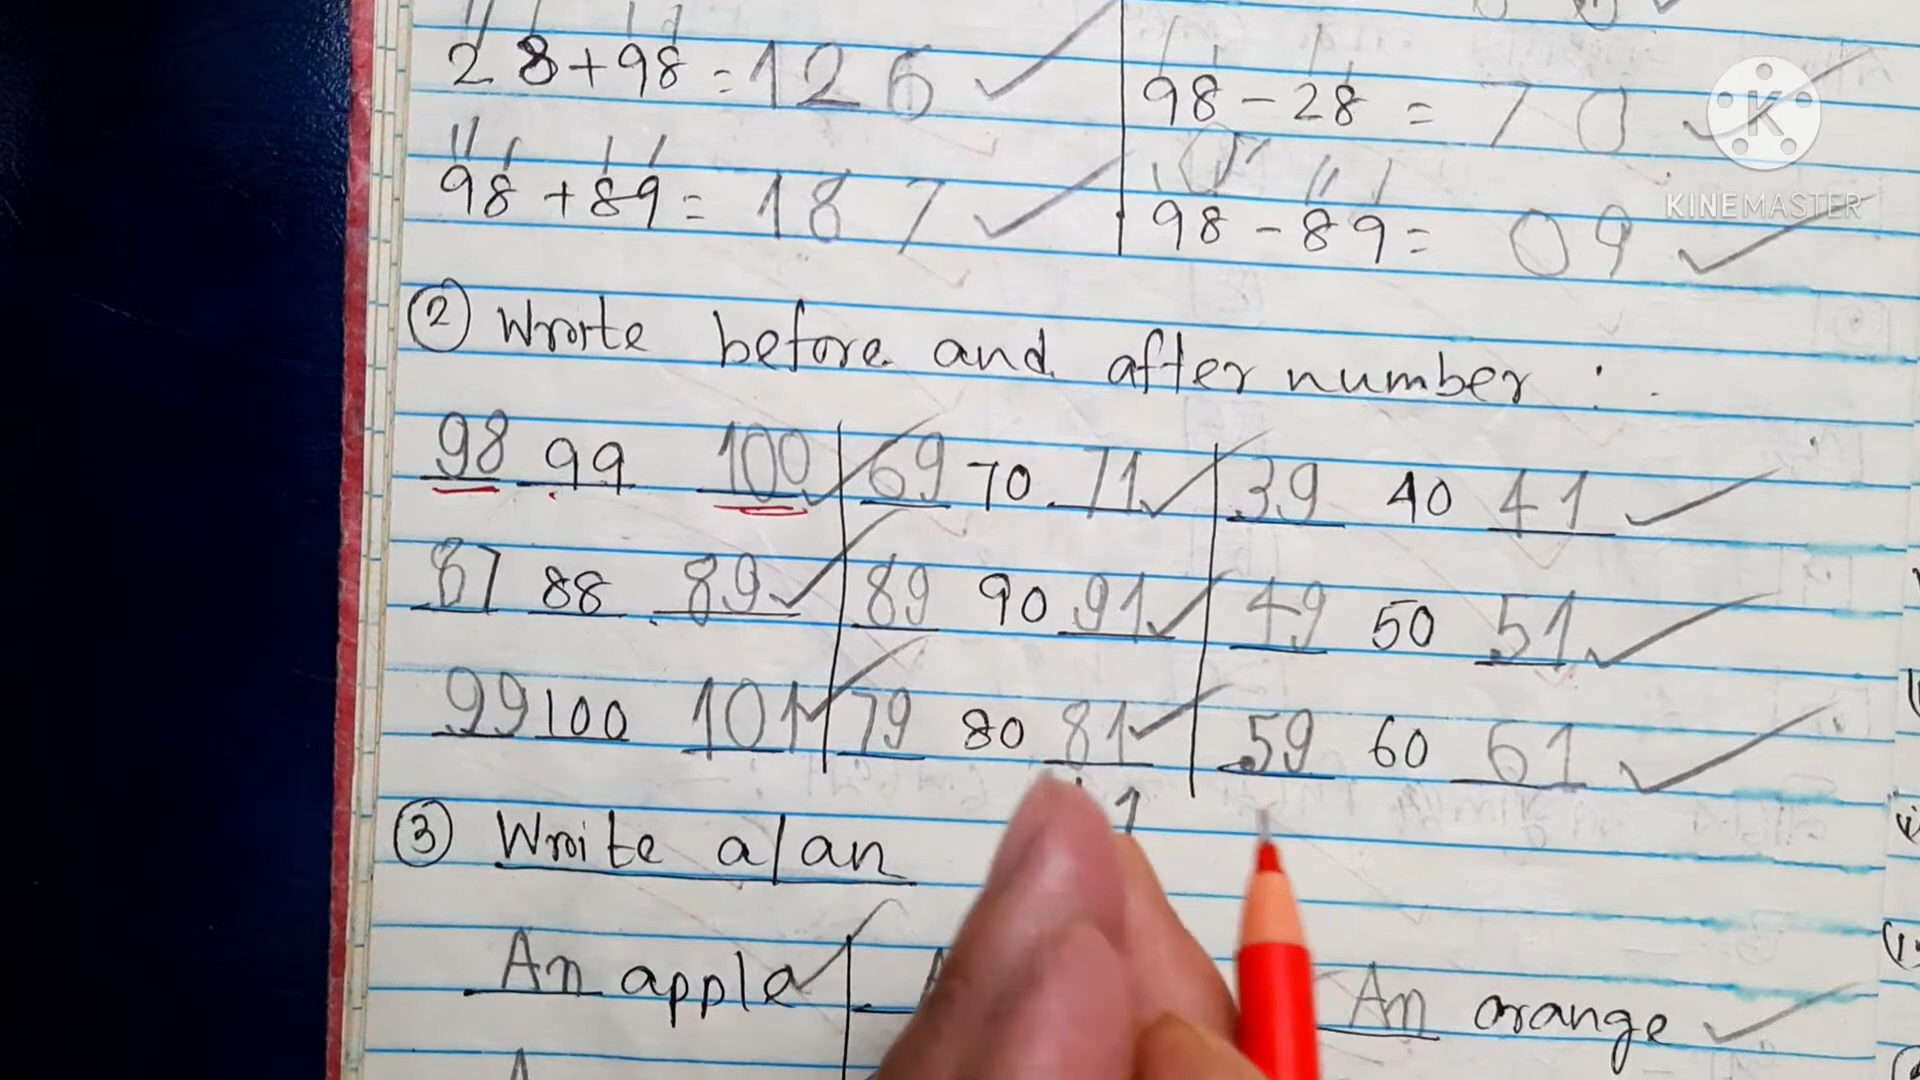 28+98=126 98-28=70
KINEMASTER
98+89=187 98-89=09
② Write before and after number:
98 99 100 69 70 71 39 40 41
87 88 89 89 90 91 49 50 51
99 100 101 79 80 81 59 60 61
③ Write a/an
An apple An orange